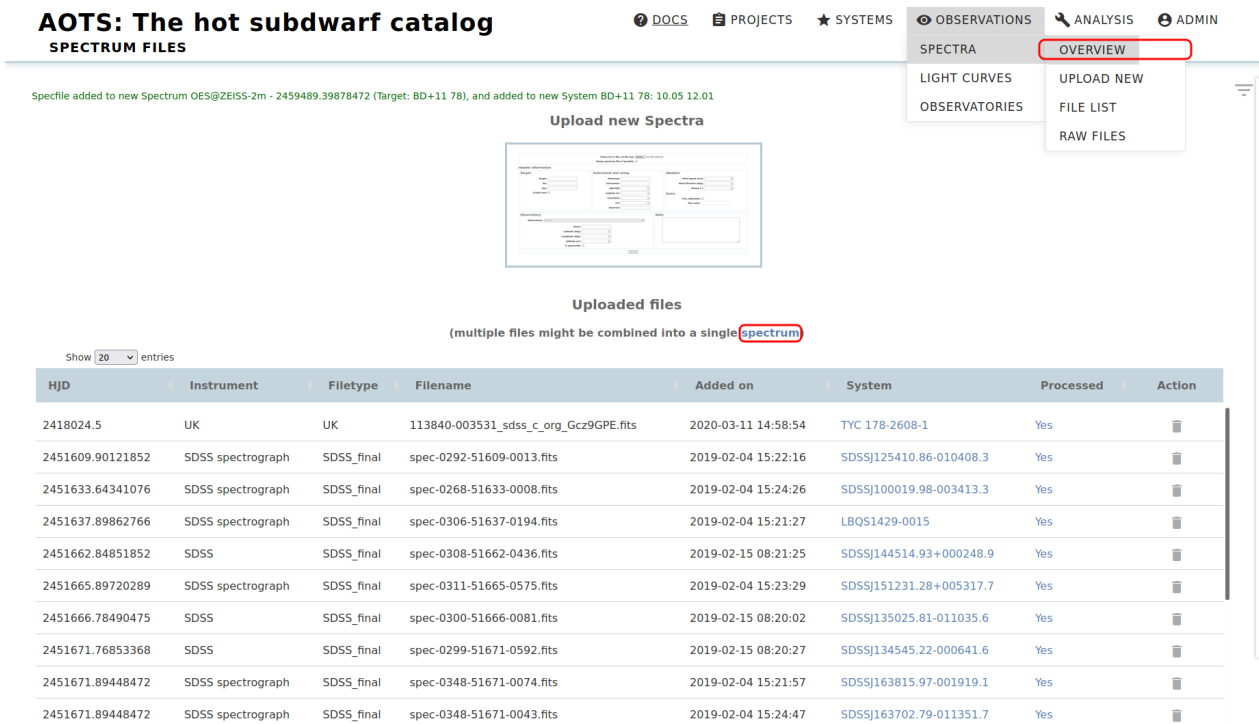 AOTS: The hot subdwarf catalog
SPECTRUM FILES
DOCS PROJECTS SYSTEMS OBSERVATIONS ANALYSIS ADMIN
SPECTRA
LIGHT CURVES
OBSERVATORIES
OVERVIEW
UPLOAD NEW
FILE LIST
RAW FILES
Specfile added to new Spectrum OES@ZEISS-2m - 2459489.39878472 (Target: BD+11 78), and added to new System BD+11 78: 10.05 12.01
Upload new Spectra
Uploaded files
(multiple files might be combined into a single spectrum)
Show 20 entries
HJD Instrument Filetype Filename Added on System Processed Action
2418024.5 UK UK 113840-003531_sdss_c_org_Gcz9GPE.fits 2020-03-11 14:58:54 TYC 178-2608-1 Yes
2451609.90121852 SDSS spectrograph SDSS_final spec-0292-51609-0013.fits 2019-02-04 15:22:16 SDSSJ125410.86-010408.3 Yes
2451633.64341076 SDSS spectrograph SDSS_final spec-0268-51633-0008.fits 2019-02-04 15:24:26 SDSSJ100019.98-003413.3 Yes
2451637.89862766 SDSS spectrograph SDSS_final spec-0306-51637-0194.fits 2019-02-04 15:21:27 LBQS1429-0015 Yes
2451662.84851852 SDSS SDSS_final spec-0308-51662-0436.fits 2019-02-15 08:21:25 SDSSJ144514.93+000248.9 Yes
2451665.89720289 SDSS spectrograph SDSS_final spec-0311-51665-0575.fits 2019-02-04 15:23:29 SDSSJ151231.28+005317.7 Yes
2451666.78490475 SDSS SDSS_final spec-0300-51666-0081.fits 2019-02-15 08:20:02 SDSSJ135025.81-011035.6 Yes
2451671.76853368 SDSS SDSS_final spec-0299-51671-0592.fits 2019-02-15 08:20:27 SDSSJ134545.22-000641.6 Yes
2451671.89448472 SDSS spectrograph SDSS_final spec-0348-51671-0074.fits 2019-02-04 15:21:57 SDSSJ163815.97-001919.1 Yes
2451671.89448472 SDSS spectrograph SDSS_final spec-0348-51671-0043.fits 2019-02-04 15:24:47 SDSSJ163702.79-011351.7 Yes